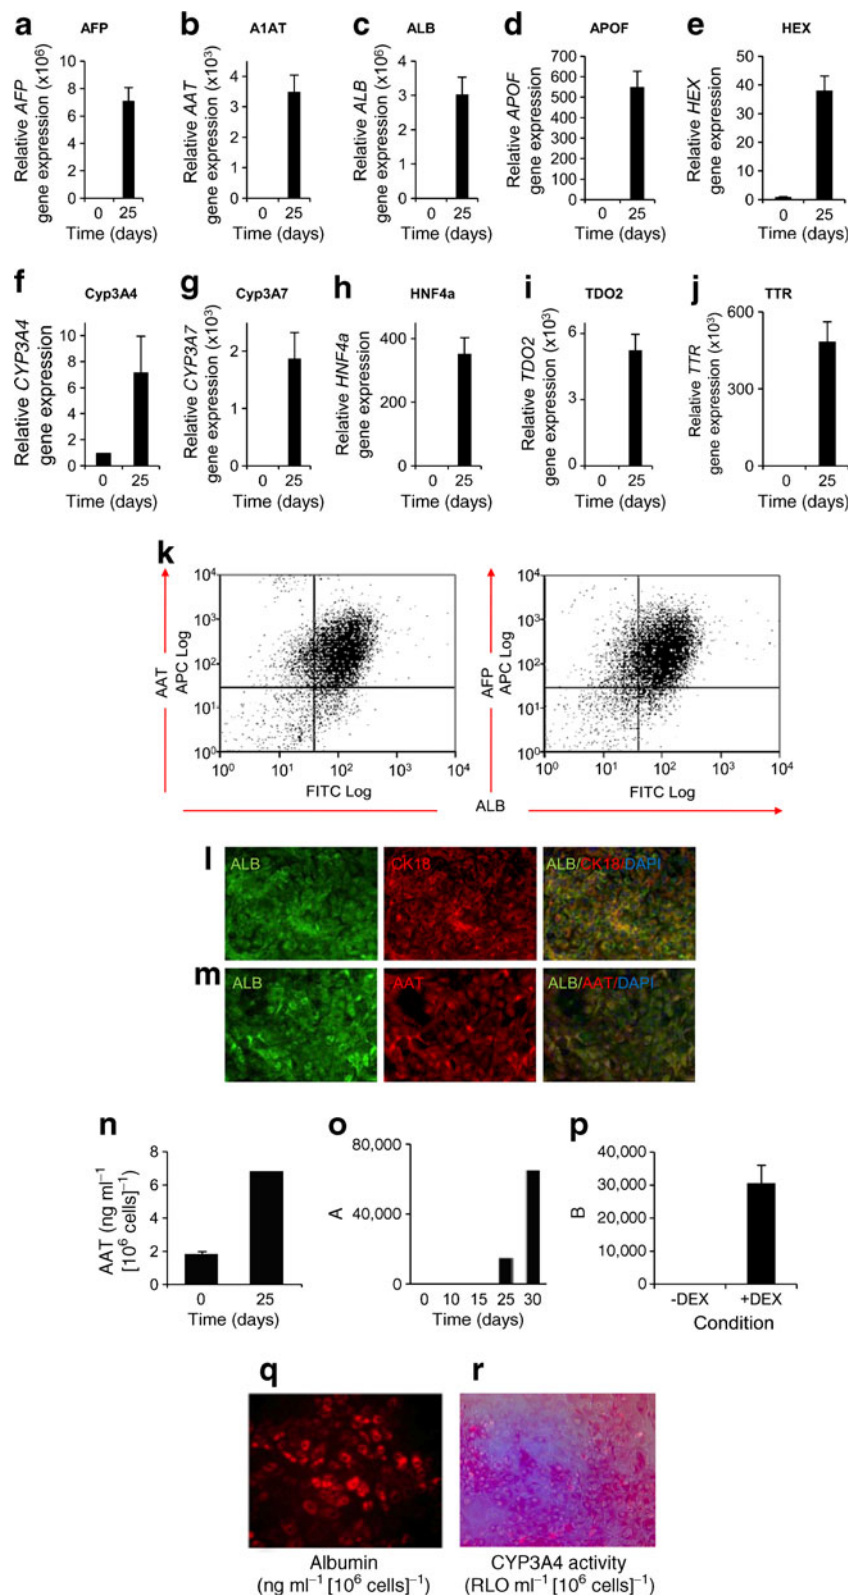 a AFP
Relative AFP
gene expression (x10⁶)
10
8
6
4
2
0
0 25
Time (days)
b A1AT
Relative AAT
gene expression (x10³)
4
3
2
1
0
0 25
Time (days)
c ALB
Relative ALB
gene expression (x10⁶)
4
3
2
1
0
0 25
Time (days)
d APOF
Relative APOF
gene expression
700
600
500
400
300
200
100
0
0 25
Time (days)
e HEX
Relative HEX
gene expression
50
40
30
20
10
0
0 25
Time (days)
f Cyp3A4
Relative CYP3A4
gene expression
10
8
6
4
2
0
0 25
Time (days)
g Cyp3A7
Relative CYP3A7
gene expression (x10³)
2
1
0
0 25
Time (days)
h HNF4a
Relative HNF4a
gene expression
400
200
0
0 25
Time (days)
i TDO2
Relative TDO2
gene expression (x10³)
6
3
0
0 25
Time (days)
j TTR
Relative TTR
gene expression (x10³)
600
300
0
0 25
Time (days)
k
AAT
APC Log
10⁴
10³
10²
10¹
10⁰
10⁰ 10¹ 10² 10³ 10⁴
FITC Log
AFP
APC Log
10⁴
10³
10²
10¹
10⁰
10⁰ 10¹ 10² 10³ 10⁴
FITC Log
ALB
l ALB CK18 ALB/CK18/DAPI
m ALB AAT ALB/AAT/DAPI
n
AAT (ng ml⁻¹
[10⁶ cells]⁻¹)
8
6
4
2
0
0 25
Time (days)
o
A
80,000
40,000
0
0 10 15 25 30
Time (days)
p
B
40,000
30,000
20,000
10,000
0
-DEX +DEX
Condition
q r
Albumin
(ng ml⁻¹ [10⁶ cells]⁻¹)
CYP3A4 activity
(RLO ml⁻¹ [10⁶ cells]⁻¹)